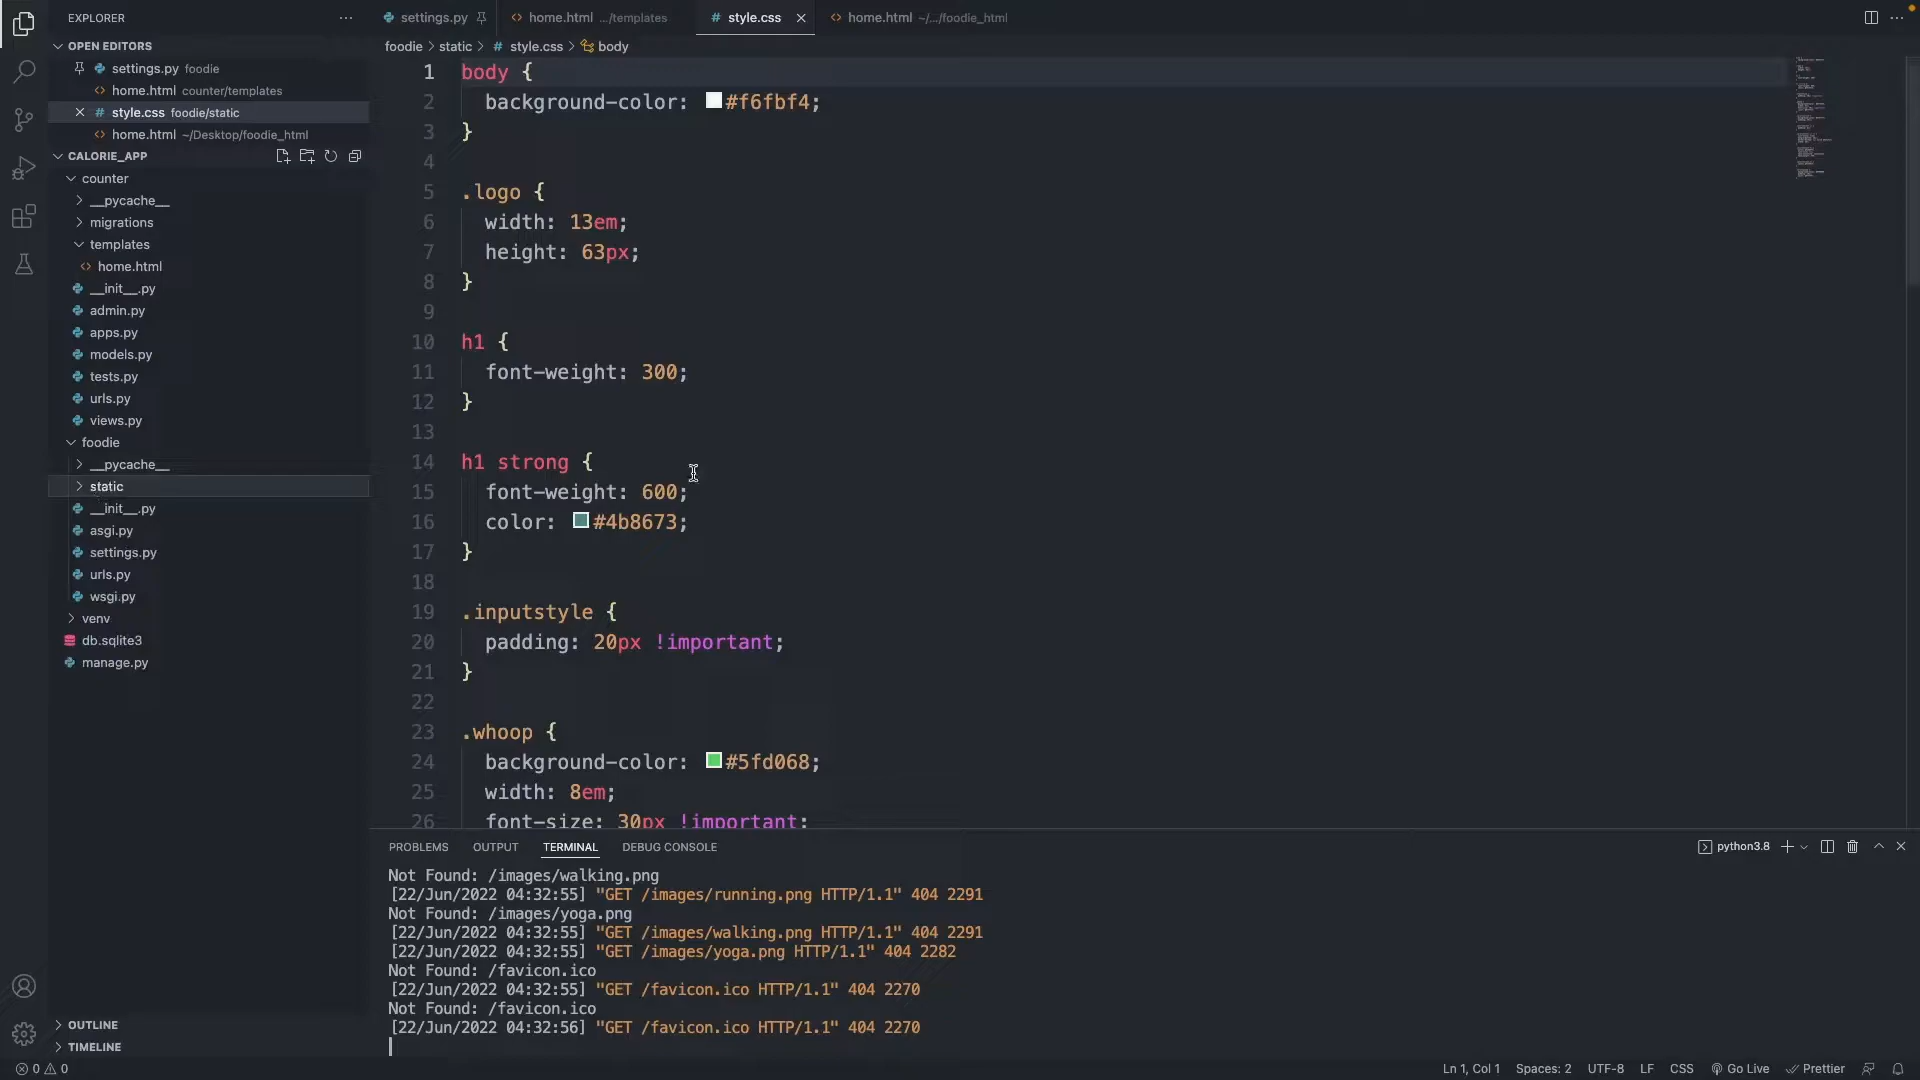 EXPLORER
settings.py
home.html .../templates
style.css
home.html ~/.../foodie_html
OPEN EDITORS
settings.py foodie
home.html counter/templates
style.css foodie/static
home.html ~/Desktop/foodie_html
CALORIE_APP
counter
__pycache__
migrations
templates
home.html
__init__.py
admin.py
apps.py
models.py
tests.py
urls.py
views.py
foodie
__pycache__
static
__init__.py
asgi.py
settings.py
urls.py
wsgi.py
venv
db.sqlite3
manage.py
OUTLINE
TIMELINE
foodie > static > # style.css > body
1 body {
2 background-color: #f6fbf4;
3 }
4
5 .logo {
6 width: 13em;
7 height: 63px;
8 }
9
10 h1 {
11 font-weight: 300;
12 }
13
14 h1 strong {
15 font-weight: 600;
16 color: #4b8673;
17 }
18
19 .inputstyle {
20 padding: 20px !important;
21 }
22
23 .whoop {
24 background-color: #5fd068;
25 width: 8em;
26 font-size: 30px !important;
PROBLEMS OUTPUT TERMINAL DEBUG CONSOLE
python3.8
Not Found: /images/walking.png
[22/Jun/2022 04:32:55] "GET /images/running.png HTTP/1.1" 404 2291
Not Found: /images/yoga.png
[22/Jun/2022 04:32:55] "GET /images/walking.png HTTP/1.1" 404 2291
[22/Jun/2022 04:32:55] "GET /images/yoga.png HTTP/1.1" 404 2282
Not Found: /favicon.ico
[22/Jun/2022 04:32:55] "GET /favicon.ico HTTP/1.1" 404 2270
Not Found: /favicon.ico
[22/Jun/2022 04:32:56] "GET /favicon.ico HTTP/1.1" 404 2270
0 0
Ln 1, Col 1 Spaces: 2 UTF-8 LF CSS Go Live Prettier